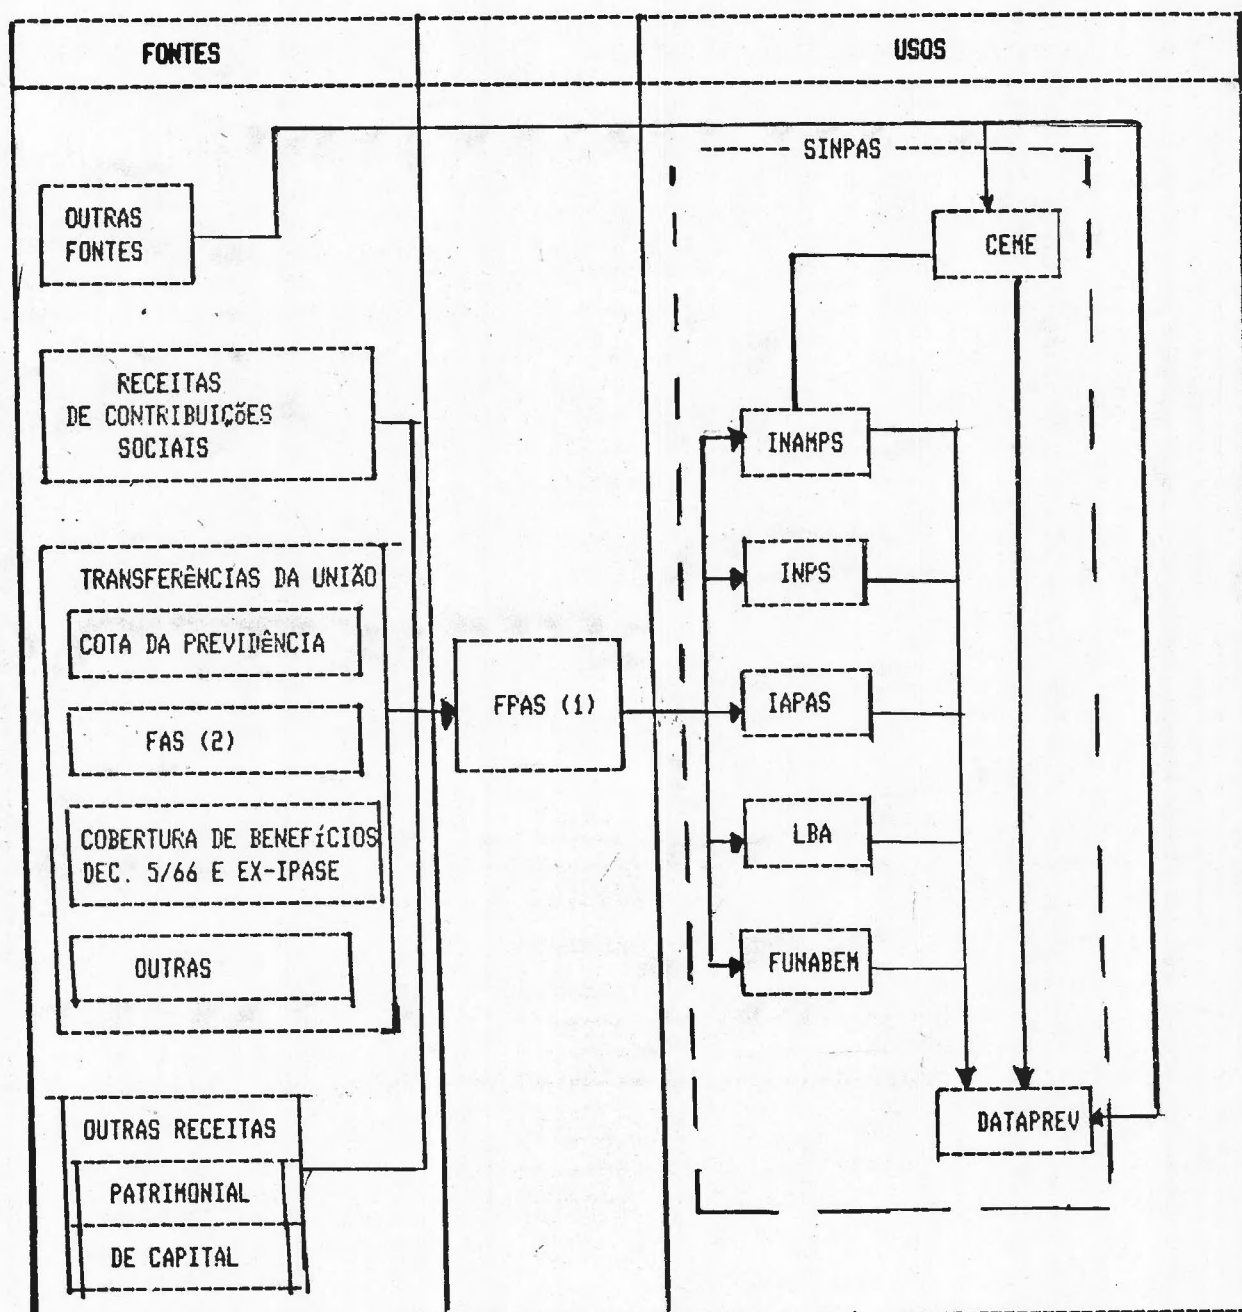 FONTES
USOS
SINPAS
OUTRAS
FONTES
CEME
RECEITAS
DE CONTRIBUIÇÕES
SOCIAIS
INAMPS
TRANSFERÊNCIAS DA UNIÃO
INPS
COTA DA PREVIDÊNCIA
FPAS (1)
IAPAS
FAS (2)
COBERTURA DE BENEFÍCIOS
DEC. 5/66 E EX-IPASE
LBA
OUTRAS
FUNABEM
OUTRAS RECEITAS
DATAPREV
PATRIMONIAL
DE CAPITAL